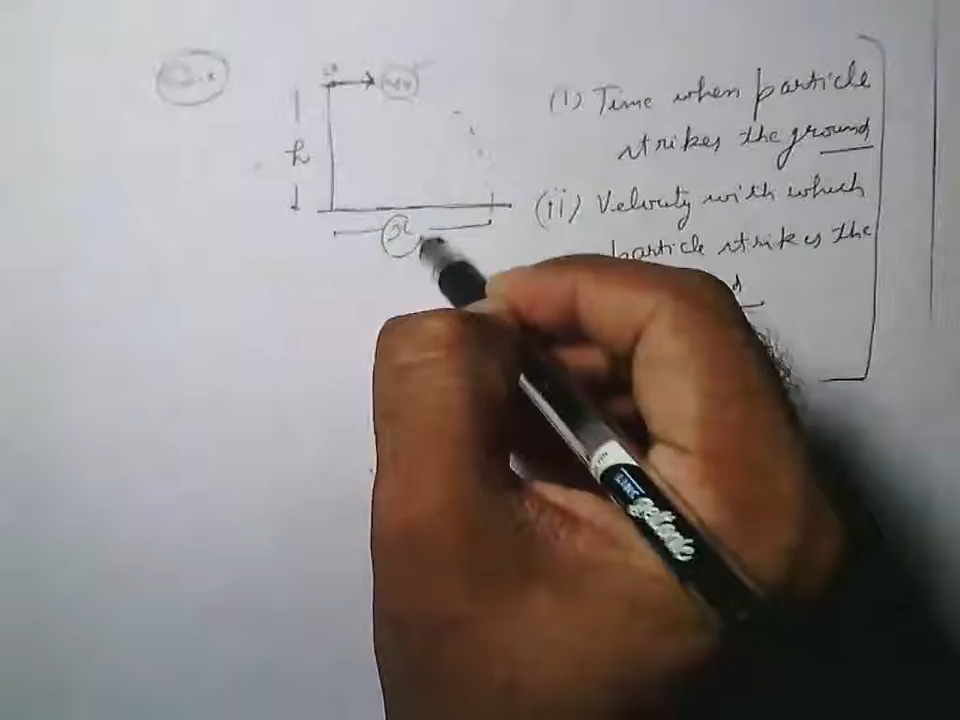 h
x
(i) Time when particle
strikes the ground
(ii) Velocity with which
particle strikes the